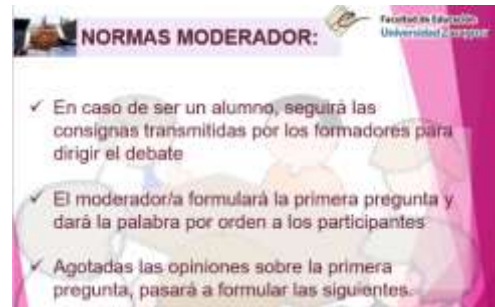 NORMAS MODERADOR:
Facultad de Educación
Universidad Zaragoza
✓ En caso de ser un alumno, seguirá las
consignas transmitidas por los formadores para
dirigir el debate
✓ El moderador/a formulará la primera pregunta y
dará la palabra por orden a los participantes
✓ Agotadas las opiniones sobre la primera
pregunta, pasará a formular las siguientes.